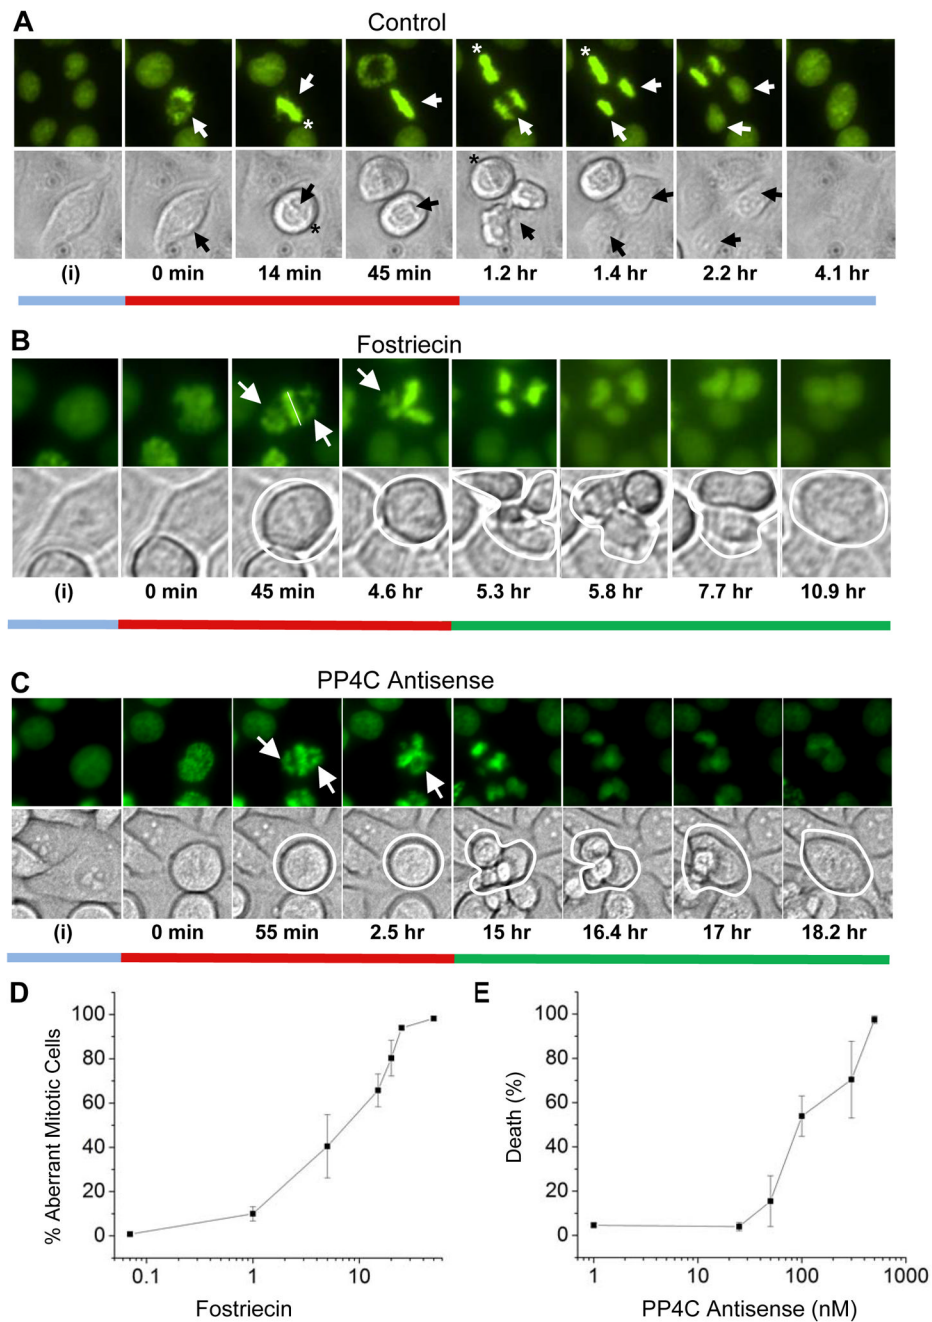 A
Control
* * * *
* *
(i) 0 min 14 min 45 min 1.2 hr 1.4 hr 2.2 hr 4.1 hr
B
Fostriecin
(i) 0 min 45 min 4.6 hr 5.3 hr 5.8 hr 7.7 hr 10.9 hr
C
PP4C Antisense
(i) 0 min 55 min 2.5 hr 15 hr 16.4 hr 17 hr 18.2 hr
D
% Aberrant Mitotic Cells
100
80
60
40
20
0
0.1 1 10
Fostriecin
E
Death (%)
100
80
60
40
20
0
1 10 100 1000
PP4C Antisense (nM)